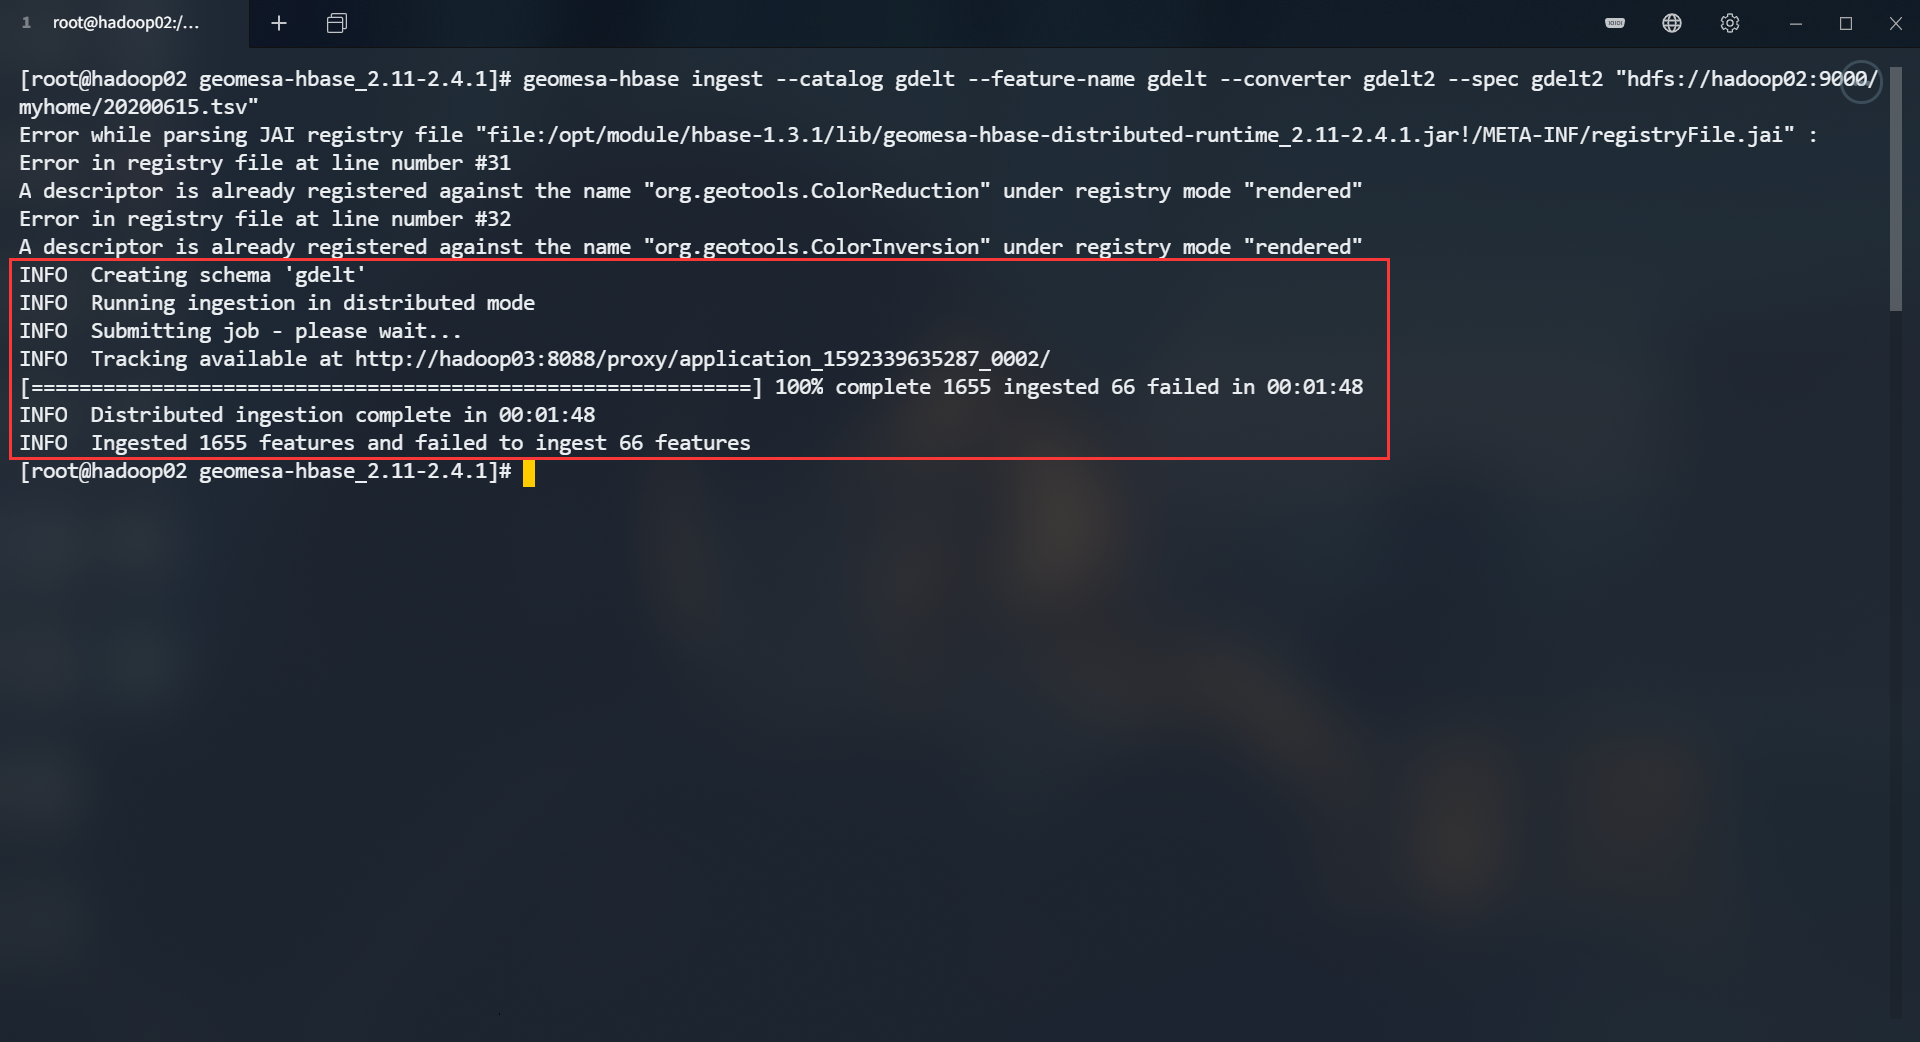 1 root@hadoop02:/...
[root@hadoop02 geomesa-hbase_2.11-2.4.1]# geomesa-hbase ingest --catalog gdelt --feature-name gdelt --converter gdelt2 --spec gdelt2 "hdfs://hadoop02:9000/
myhome/20200615.tsv"
Error while parsing JAI registry file "file:/opt/module/hbase-1.3.1/lib/geomesa-hbase-distributed-runtime_2.11-2.4.1.jar!/META-INF/registryFile.jai" :
Error in registry file at line number #31
A descriptor is already registered against the name "org.geotools.ColorReduction" under registry mode "rendered"
Error in registry file at line number #32
A descriptor is already registered against the name "org.geotools.ColorInversion" under registry mode "rendered"
INFO  Creating schema 'gdelt'
INFO  Running ingestion in distributed mode
INFO  Submitting job - please wait...
INFO  Tracking available at http://hadoop03:8088/proxy/application_1592339635287_0002/
[============================================================] 100% complete 1655 ingested 66 failed in 00:01:48
INFO  Distributed ingestion complete in 00:01:48
INFO  Ingested 1655 features and failed to ingest 66 features
[root@hadoop02 geomesa-hbase_2.11-2.4.1]#